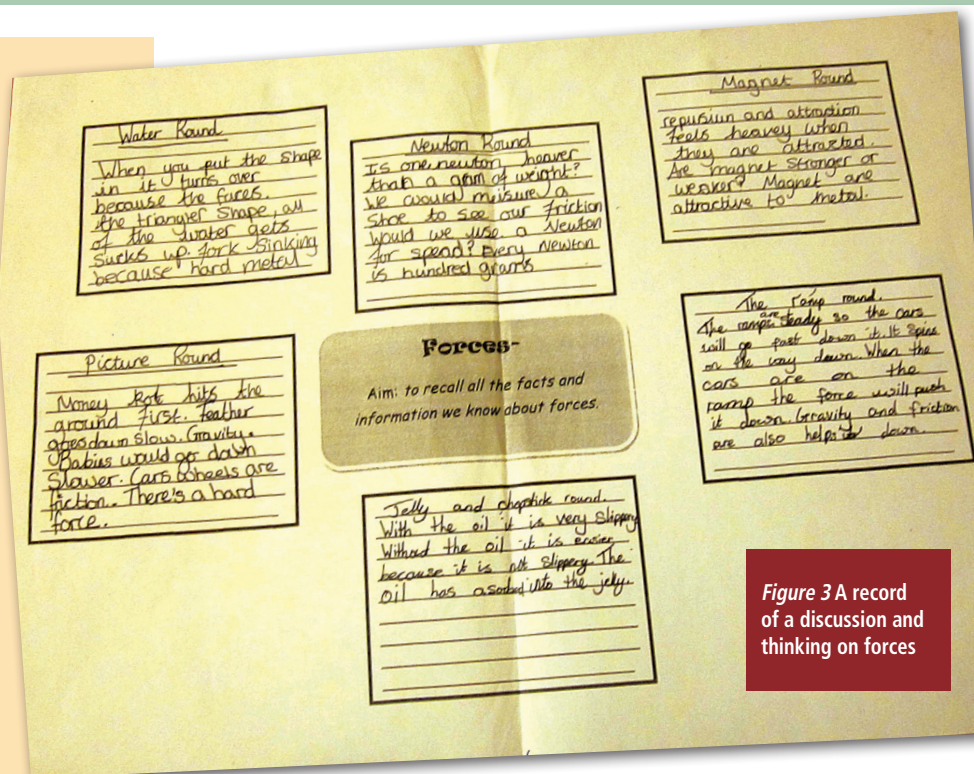 Water Round
When you put the shape
in it turns over
because the faces.
the triangler shape, all
of the water gets
sucks up. fork sinking
because hard metal
Newton Round
Is one newton, heaver
than a gram of weight?
We would meisure a
Shoe to see our friction
Would we use a Newton
for spend? Every Newton
is hundred grams
Magnet Round
repusiun and attraction
Feels heavey when
they are attracted.
Are magnet stronger or
weaker? Magnet are
attractive to metal.
Picture Round
Money hits the
ground first. feather
goes down slow. Gravity.
Babies would go down
Slower. Cars wheels are
friction. There's a hard
force.
Forces-
Aim: to recall all the facts and
information we know about forces.
The ramp round.
The ramps are steady so the cars
will go fast down it. It Spins
on the way down. When the
cars are on the
ramp the force will push
it down. Gravity and friction
are also helps down.
Jelly and chopstick round.
With the oil it is very Slippery
Without the oil it is easier
because it is not slippery. The
oil has asorbed into the jelly.
Figure 3 A record
of a discussion and
thinking on forces